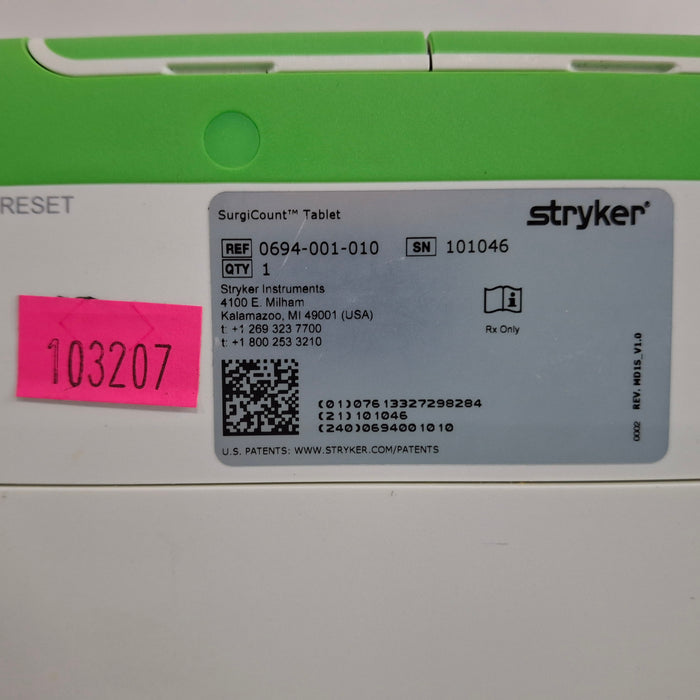 RESET
SurgiCount™ Tablet
stryker®
REF 0694-001-010 SN 101046
QTY 1
Stryker Instruments
4100 E. Milham
Kalamazoo, MI 49001 (USA)
t: +1 269 323 7700
t: +1 800 253 3210
Rx Only
103207
(01)07613327298284
(21)101046
(240)0694001010
0002 REV. MD1S_V1.0
U.S. PATENTS: WWW.STRYKER.COM/PATENTS